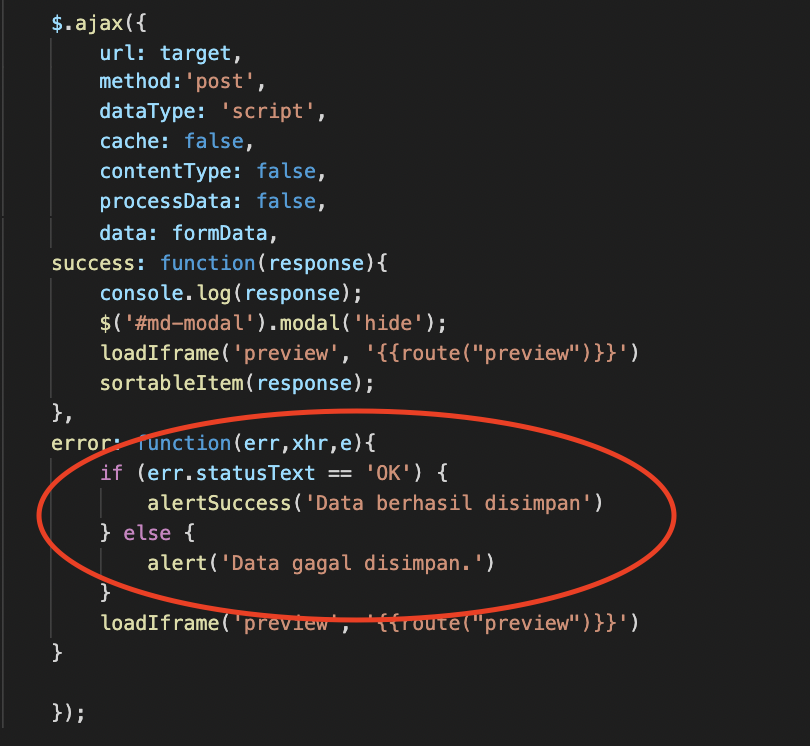 $.ajax({
url: target,
method:'post',
dataType: 'script',
cache: false,
contentType: false,
processData: false,
data: formData,
success: function(response){
console.log(response);
$('#md-modal').modal('hide');
loadIframe('preview', '{{route("preview")}}')
sortableItem(response);
},
error: function(err,xhr,e){
if (err.statusText == 'OK') {
alertSuccess('Data berhasil disimpan')
} else {
alert('Data gagal disimpan.')
}
loadIframe('preview', '{{route("preview")}}')
}
});